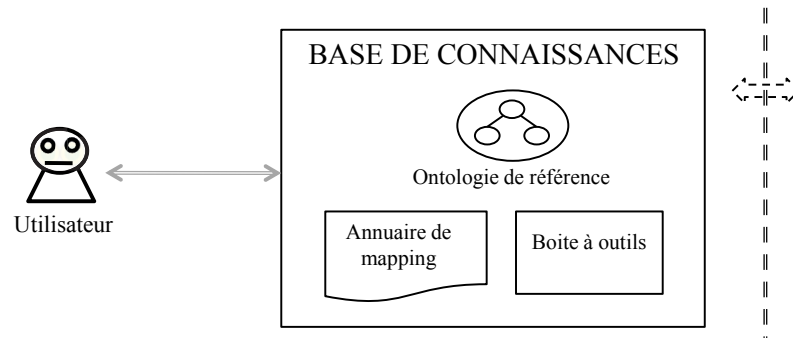 BASE DE CONNAISSANCES
Ontologie de référence
Utilisateur
Annuaire de
mapping
Boite à outils